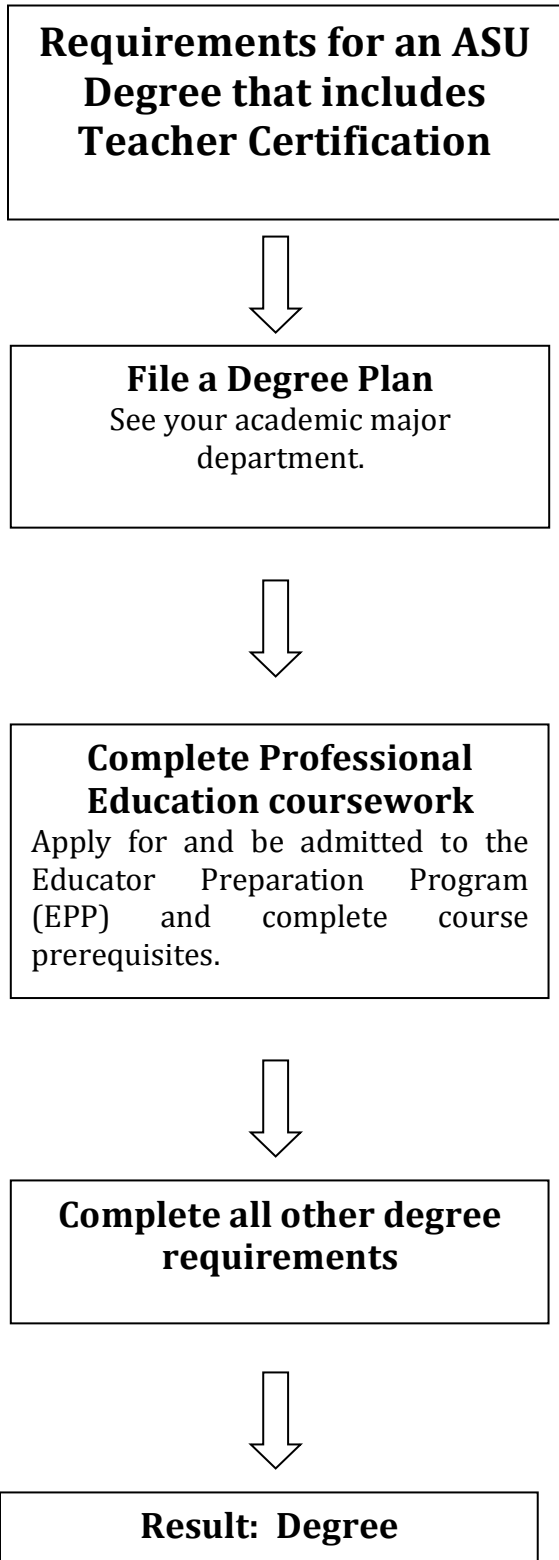 Requirements for an ASU
Degree that includes
Teacher Certification
File a Degree Plan
See your academic major
department.
Complete Professional
Education coursework
Apply for and be admitted to the
Educator Preparation Program
(EPP) and complete course
prerequisites.
Complete all other degree
requirements
Result: Degree